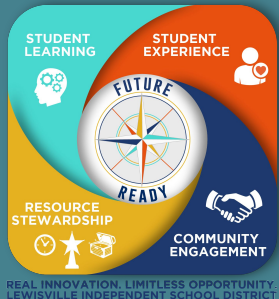 STUDENT
LEARNING
STUDENT
EXPERIENCE
FUTURE
READY
RESOURCE
STEWARDSHIP
COMMUNITY
ENGAGEMENT
REAL INNOVATION. LIMITLESS OPPORTUNITY.
LEWISVILLE INDEPENDENT SCHOOL DISTRICT